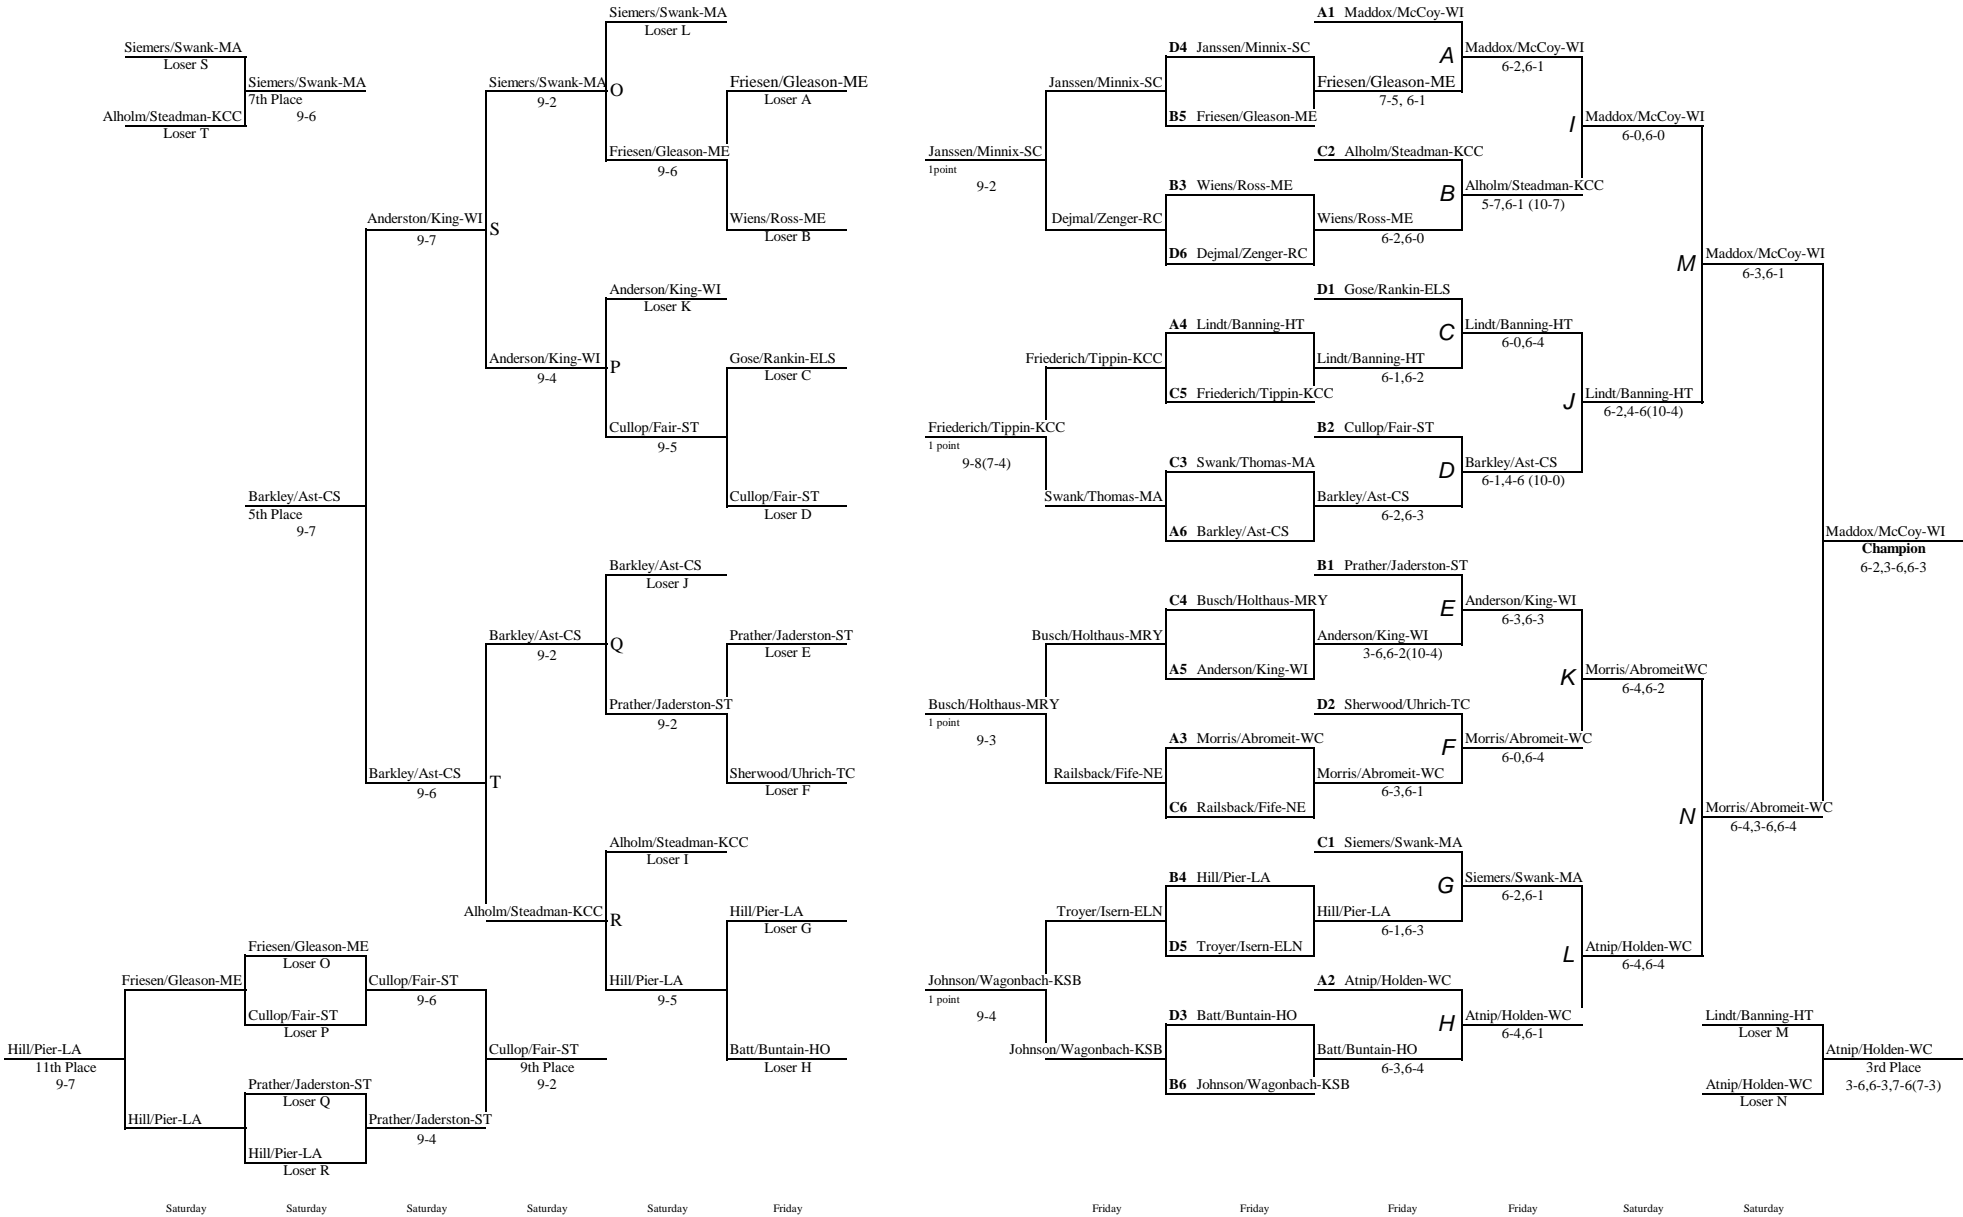 Siemers/Swank-MA
Loser L
Siemers/Swank-MA
Loser S
Siemers/Swank-MA
7th Place
9-6
Alholm/Steadman-KCC
Loser T
Siemers/Swank-MA
9-2
O
Friesen/Gleason-ME
Loser A
Friesen/Gleason-ME
9-6
Wiens/Ross-ME
Loser B
Anderston/King-WI
9-7
S
Anderson/King-WI
Loser K
Anderson/King-WI
9-4
P
Gose/Rankin-ELS
Loser C
Cullop/Fair-ST
9-5
Cullop/Fair-ST
Loser D
Barkley/Ast-CS
5th Place
9-7
Barkley/Ast-CS
Loser J
Barkley/Ast-CS
9-2
Q
Prather/Jaderston-ST
Loser E
Prather/Jaderston-ST
9-2
Sherwood/Uhrich-TC
Loser F
Barkley/Ast-CS
9-6
T
Alholm/Steadman-KCC
Loser I
Alholm/Steadman-KCC
R
Hill/Pier-LA
Loser G
Hill/Pier-LA
9-5
Batt/Buntain-HO
Loser H
Friesen/Gleason-ME
Loser O
Friesen/Gleason-ME
Cullop/Fair-ST
9-6
Cullop/Fair-ST
Loser P
Hill/Pier-LA
11th Place
9-7
Cullop/Fair-ST
9th Place
9-2
Prather/Jaderston-ST
Loser Q
Hill/Pier-LA
Prather/Jaderston-ST
9-4
Hill/Pier-LA
Loser R
A1 Maddox/McCoy-WI
D4 Janssen/Minnix-SC
A
Maddox/McCoy-WI
6-2,6-1
Janssen/Minnix-SC
Friesen/Gleason-ME
7-5, 6-1
B5 Friesen/Gleason-ME
I
Maddox/McCoy-WI
6-0,6-0
Janssen/Minnix-SC
1point
9-2
C2 Alholm/Steadman-KCC
B3 Wiens/Ross-ME
B
Alholm/Steadman-KCC
5-7,6-1 (10-7)
Dejmal/Zenger-RC
Wiens/Ross-ME
6-2,6-0
D6 Dejmal/Zenger-RC
M
Maddox/McCoy-WI
6-3,6-1
D1 Gose/Rankin-ELS
A4 Lindt/Banning-HT
C
Lindt/Banning-HT
6-0,6-4
Friederich/Tippin-KCC
Lindt/Banning-HT
6-1,6-2
C5 Friederich/Tippin-KCC
J
Lindt/Banning-HT
6-2,4-6(10-4)
Friederich/Tippin-KCC
1 point
9-8(7-4)
B2 Cullop/Fair-ST
C3 Swank/Thomas-MA
D
Barkley/Ast-CS
6-1,4-6 (10-0)
Swank/Thomas-MA
Barkley/Ast-CS
6-2,6-3
A6 Barkley/Ast-CS
Maddox/McCoy-WI
Champion
6-2,3-6,6-3
B1 Prather/Jaderston-ST
C4 Busch/Holthaus-MRY
E
Anderson/King-WI
6-3,6-3
Busch/Holthaus-MRY
Anderson/King-WI
3-6,6-2(10-4)
A5 Anderson/King-WI
K
Morris/AbromeitWC
6-4,6-2
Busch/Holthaus-MRY
1 point
9-3
D2 Sherwood/Uhrich-TC
A3 Morris/Abromeit-WC
F
Morris/Abromeit-WC
6-0,6-4
Railsback/Fife-NE
Morris/Abromeit-WC
6-3,6-1
C6 Railsback/Fife-NE
N
Morris/Abromeit-WC
6-4,3-6,6-4
C1 Siemers/Swank-MA
B4 Hill/Pier-LA
G
Siemers/Swank-MA
6-2,6-1
Troyer/Isern-ELN
Hill/Pier-LA
6-1,6-3
D5 Troyer/Isern-ELN
L
Atnip/Holden-WC
6-4,6-4
Johnson/Wagonbach-KSB
1 point
9-4
A2 Atnip/Holden-WC
D3 Batt/Buntain-HO
H
Atnip/Holden-WC
6-4,6-1
Johnson/Wagonbach-KSB
Batt/Buntain-HO
6-3,6-4
B6 Johnson/Wagonbach-KSB
Lindt/Banning-HT
Loser M
Atnip/Holden-WC
3rd Place
3-6,6-3,7-6(7-3)
Atnip/Holden-WC
Loser N
Saturday Saturday Saturday Saturday Saturday Friday Friday Friday Friday Friday Saturday Saturday